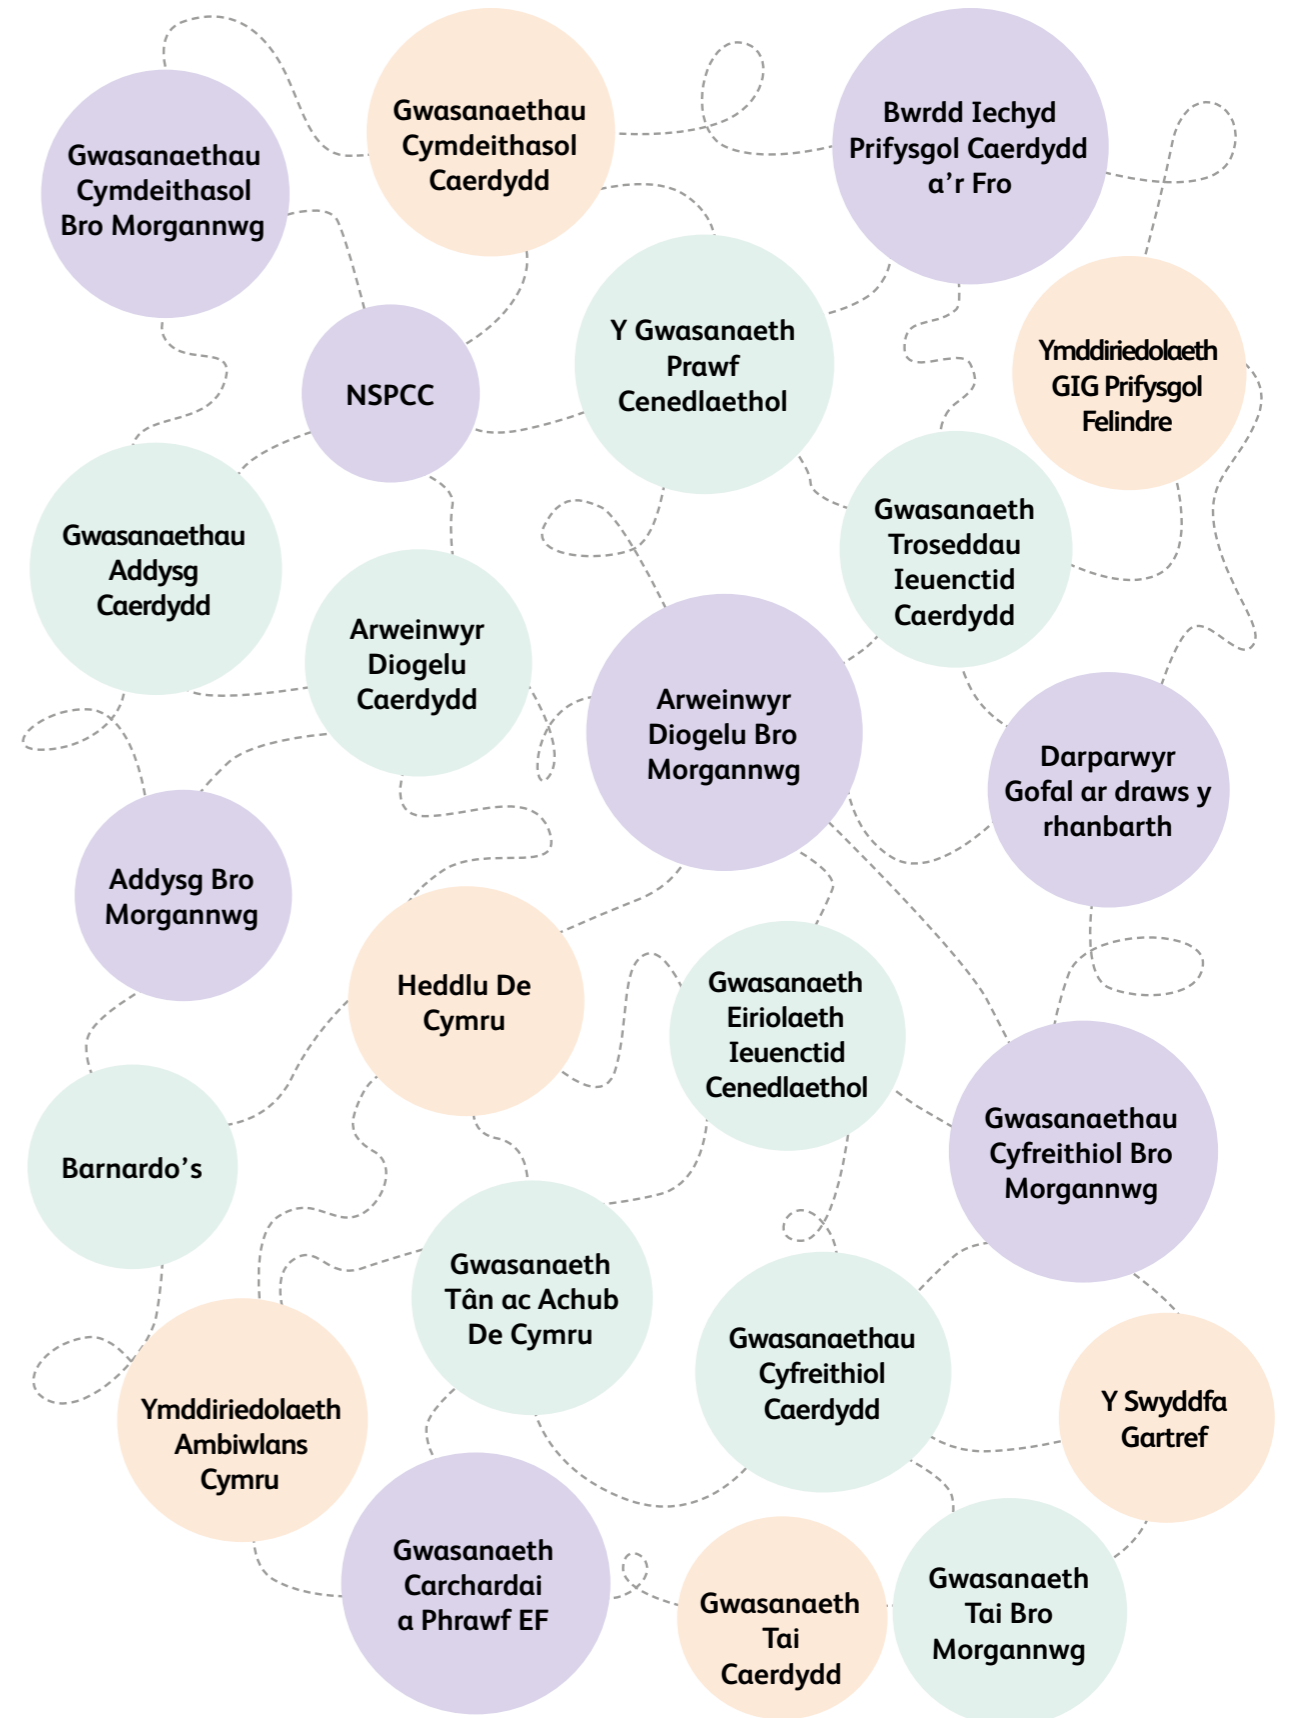 Gwasanaethau
Cymdeithasol
Bro Morgannwg
Gwasanaethau
Cymdeithasol
Caerdydd
Bwrdd Iechyd
Prifysgol Caerdydd
a’r Fro
NSPCC
Y Gwasanaeth
Prawf
Cenedlaethol
Ymddiriedolaeth
GIG Prifysgol
Felindre
Gwasanaethau
Addysg
Caerdydd
Arweinwyr
Diogelu
Caerdydd
Gwasanaeth
Troseddau
Ieuenctid
Caerdydd
Arweinwyr
Diogelu Bro
Morgannwg
Darparwyr
Gofal ar draws y
rhanbarth
Addysg Bro
Morgannwg
Heddlu De
Cymru
Gwasanaeth
Eiriolaeth
Ieuenctid
Cenedlaethol
Barnardo’s
Gwasanaethau
Cyfreithiol Bro
Morgannwg
Gwasanaeth
Tân ac Achub
De Cymru
Gwasanaethau
Cyfreithiol
Caerdydd
Ymddiriedolaeth
Ambiwlans
Cymru
Y Swyddfa
Gartref
Gwasanaeth
Carchardai
a Phrawf EF
Gwasanaeth
Tai
Caerdydd
Gwasanaeth
Tai Bro
Morgannwg